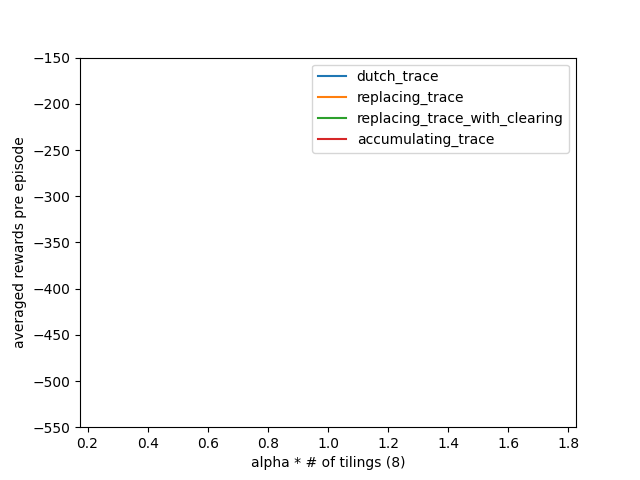 −150
−200
−250
−300
−350
−400
−450
−500
−550
averaged rewards pre episode
dutch_trace
replacing_trace
replacing_trace_with_clearing
accumulating_trace
0.2 0.4 0.6 0.8 1.0 1.2 1.4 1.6 1.8
alpha * # of tilings (8)